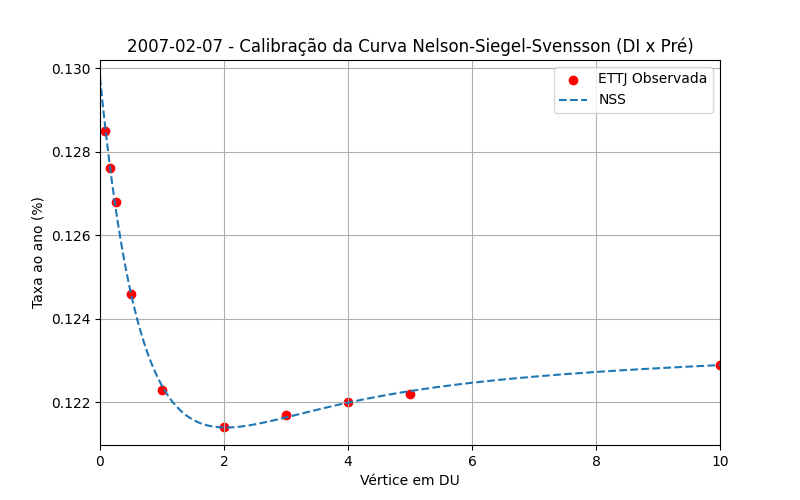 2007-02-07 - Calibração da Curva Nelson-Siegel-Svensson (DI x Pré)
ETTJ Observada
NSS
Taxa ao ano (%)
0.130
0.128
0.126
0.124
0.122
0 2 4 6 8 10
Vértice em DU